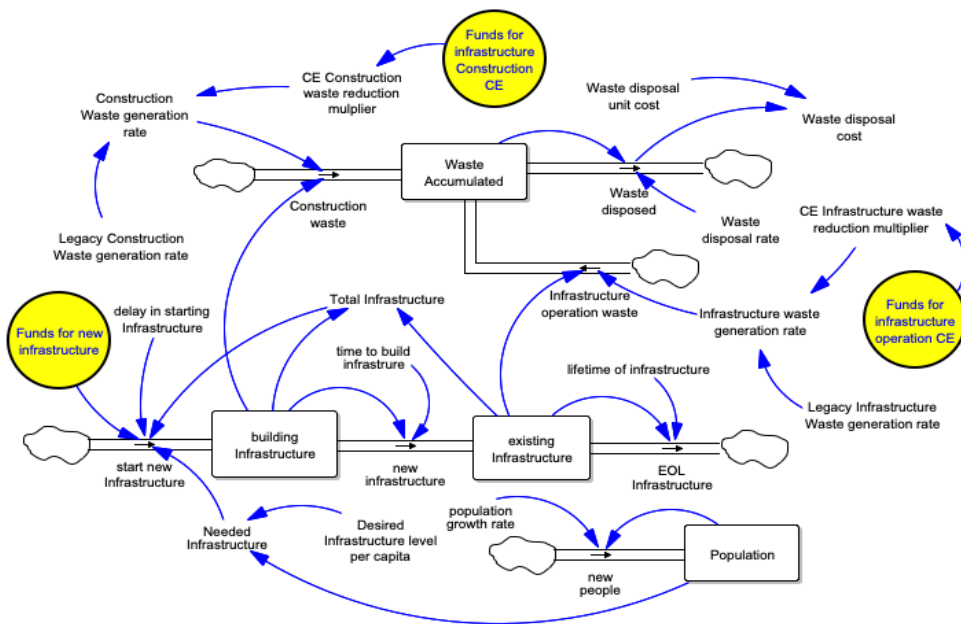 Funds for
infrastructure
Construction
CE
CE Construction
waste reduction
mulplier
Construction
Waste generation
rate
Waste disposal
unit cost
Waste disposal
cost
Waste
Accumulated
Construction
waste
Waste
disposed
Legacy Construction
Waste generation rate
Waste
disposal rate
CE Infrastructure waste
reduction multiplier
Funds for new
infrastructure
delay in starting
Infrastructure
Total Infrastructure
Infrastructure
operation waste
Infrastructure waste
generation rate
Funds for
infrastructure
operation CE
time to build
infrastrure
lifetime of infrastructure
Legacy Infrastructure
Waste generation rate
building
Infrastructure
existing
Infrastructure
start new
Infrastructure
new
infrastructure
EOL
Infrastructure
Needed
Infrastructure
Desired
Infrastructure level
per capita
population
growth rate
Population
new
people